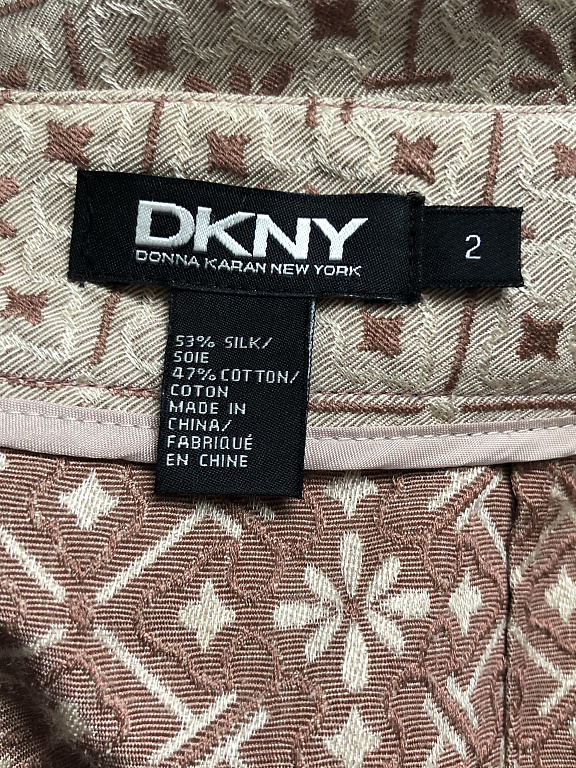 DKNY
DONNA KARAN NEW YORK
2
53% SILK/
SOIE
47% COTTON/
COTON
MADE IN
CHINA/
FABRIQUÉ
EN CHINE